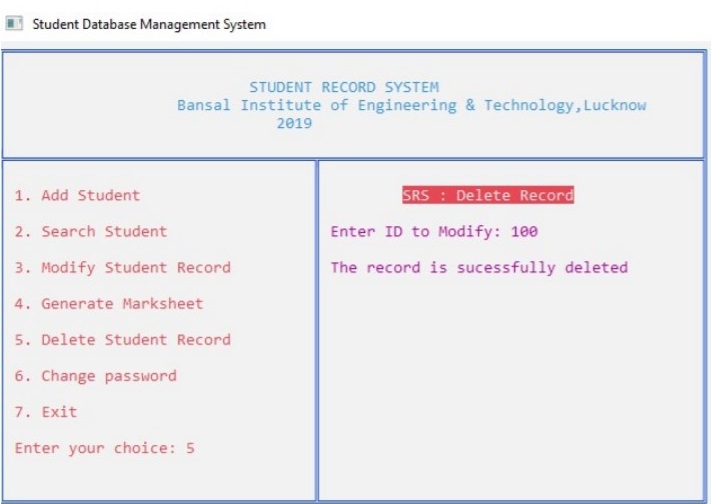 Student Database Management System
STUDENT RECORD SYSTEM
Bansal Institute of Engineering & Technology,Lucknow
2019
1. Add Student
2. Search Student
3. Modify Student Record
4. Generate Marksheet
5. Delete Student Record
6. Change password
7. Exit
Enter your choice: 5
SRS : Delete Record
Enter ID to Modify: 100
The record is sucessfully deleted